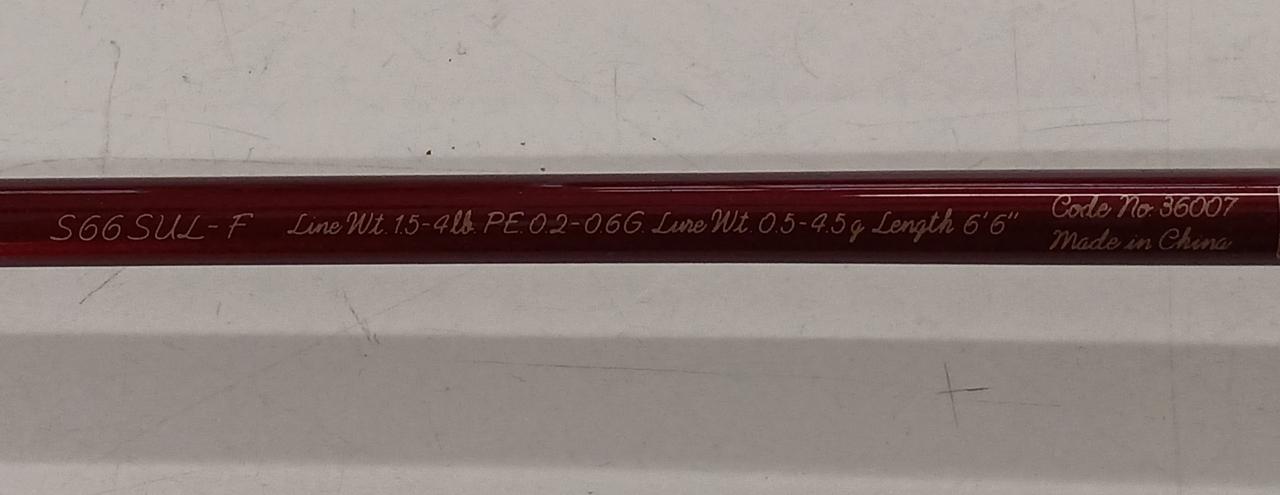 S66SUL-F Line Wt. 1.5-4lb. PE. 0.2-0.6G. Lure Wt. 0.5-4.5g Length 6'6"
Code No 36007
Made in China